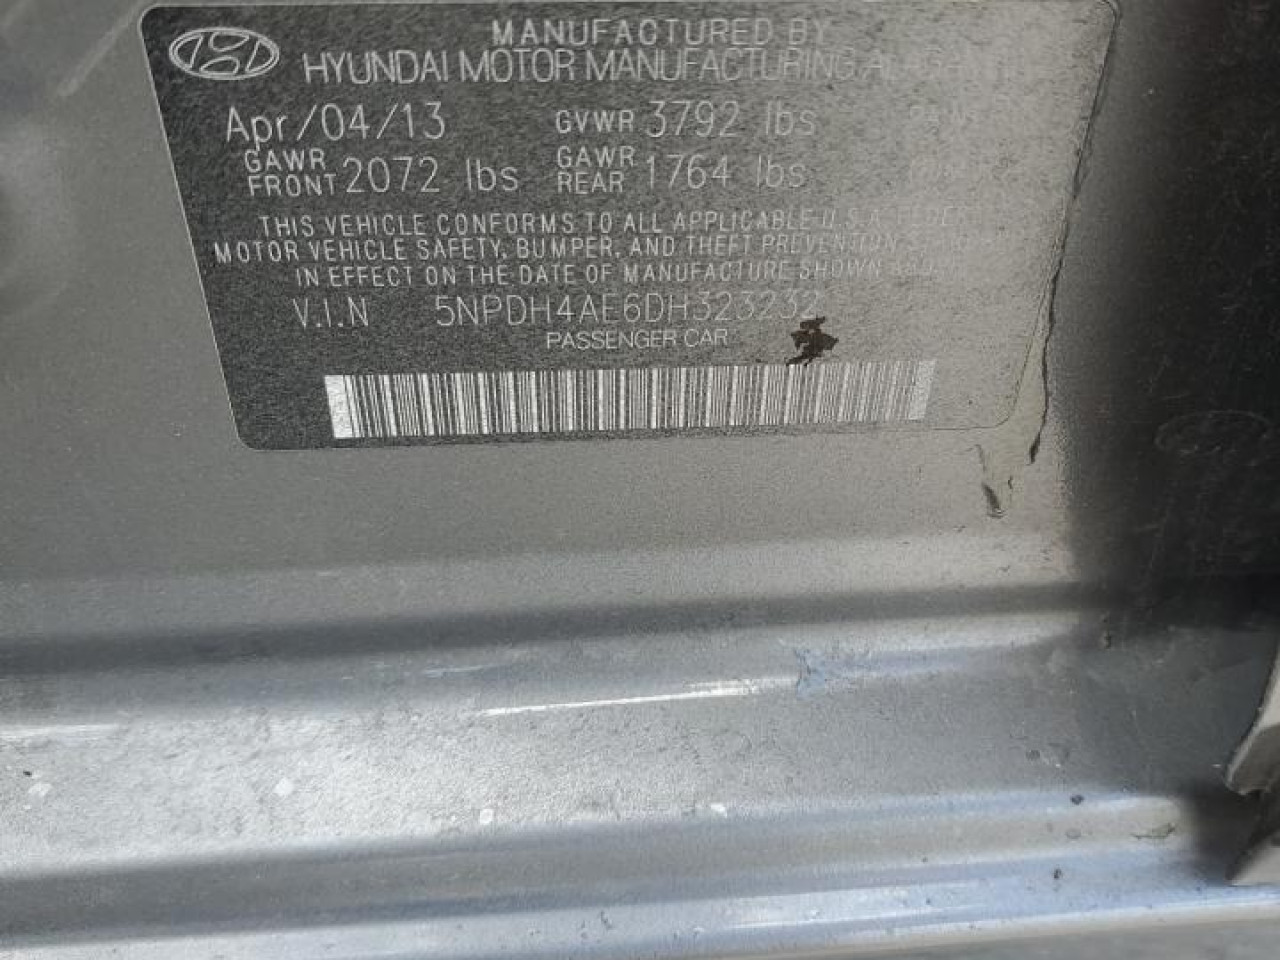 MANUFACTURED BY
HYUNDAI MOTOR MANUFACTURING
Apr/04/13 GVWR 3792 lbs
GAWR FRONT 2072 lbs GAWR REAR 1764 lbs
THIS VEHICLE CONFORMS TO ALL APPLICABLE U.S.A.
MOTOR VEHICLE SAFETY, BUMPER, AND THEFT PREVENTION
IN EFFECT ON THE DATE OF MANUFACTURE SHOWN
V.I.N 5NPDH4AE6DH323232
PASSENGER CAR